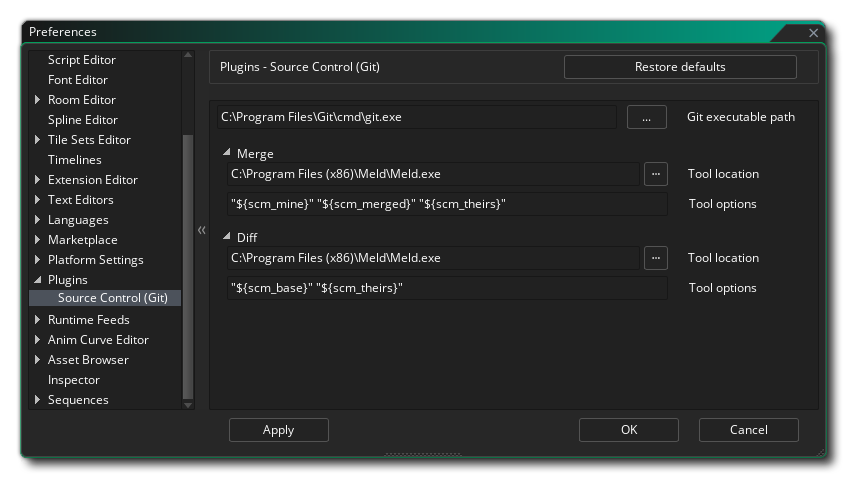 Preferences
Script Editor
Font Editor
Room Editor
Spline Editor
Tile Sets Editor
Timelines
Extension Editor
Text Editors
Languages
Marketplace
Platform Settings
Plugins
Source Control (Git)
Runtime Feeds
Anim Curve Editor
Asset Browser
Inspector
Sequences
Plugins - Source Control (Git)
Restore defaults
C:\Program Files\Git\cmd\git.exe ... Git executable path
Merge
C:\Program Files (x86)\Meld\Meld.exe ... Tool location
"${scm_mine}" "${scm_merged}" "${scm_theirs}" Tool options
Diff
C:\Program Files (x86)\Meld\Meld.exe ... Tool location
"${scm_base}" "${scm_theirs}" Tool options
Apply
OK
Cancel